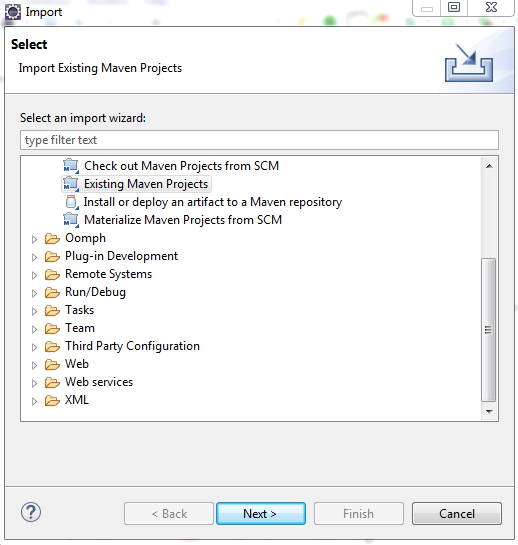 Import
Select
Import Existing Maven Projects
Select an import wizard:
type filter text
Check out Maven Projects from SCM
Existing Maven Projects
Install or deploy an artifact to a Maven repository
Materialize Maven Projects from SCM
Oomph
Plug-in Development
Remote Systems
Run/Debug
Tasks
Team
Third Party Configuration
Web
Web services
XML
< Back
Next >
Finish
Cancel